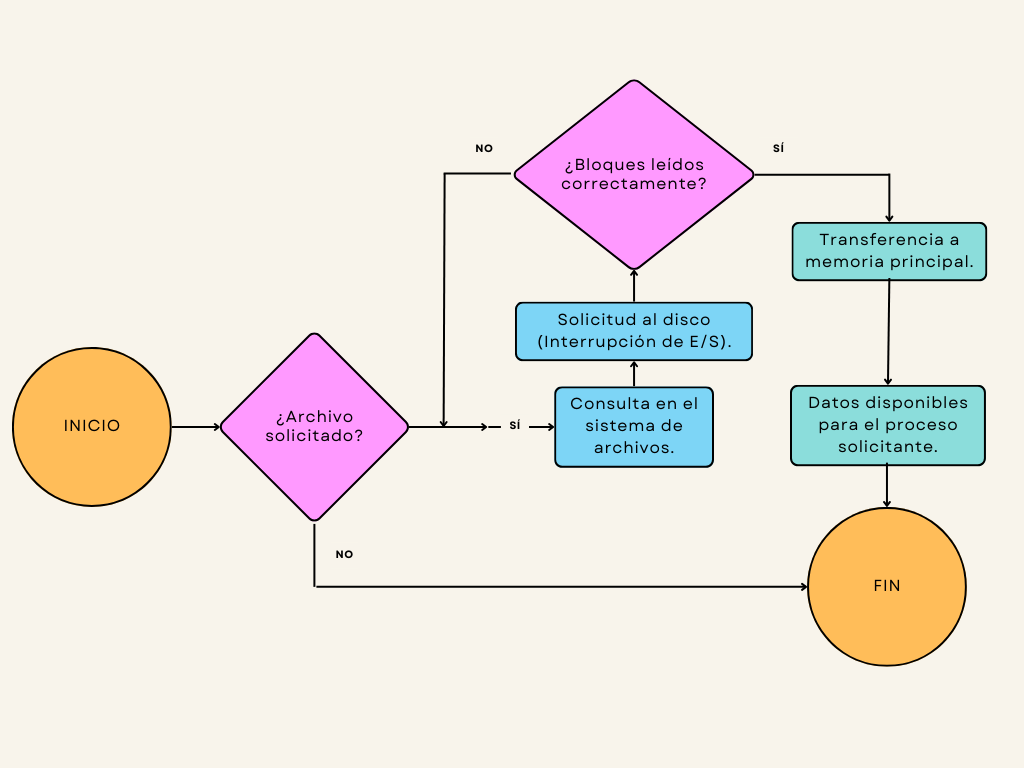 NO
SÍ
¿Bloques leídos
correctamente?
Transferencia a
memoria principal.
Solicitud al disco
(Interrupción de E/S).
INICIO
¿Archivo
solicitado?
SÍ
Consulta en el
sistema de
archivos.
Datos disponibles
para el proceso
solicitante.
NO
FIN